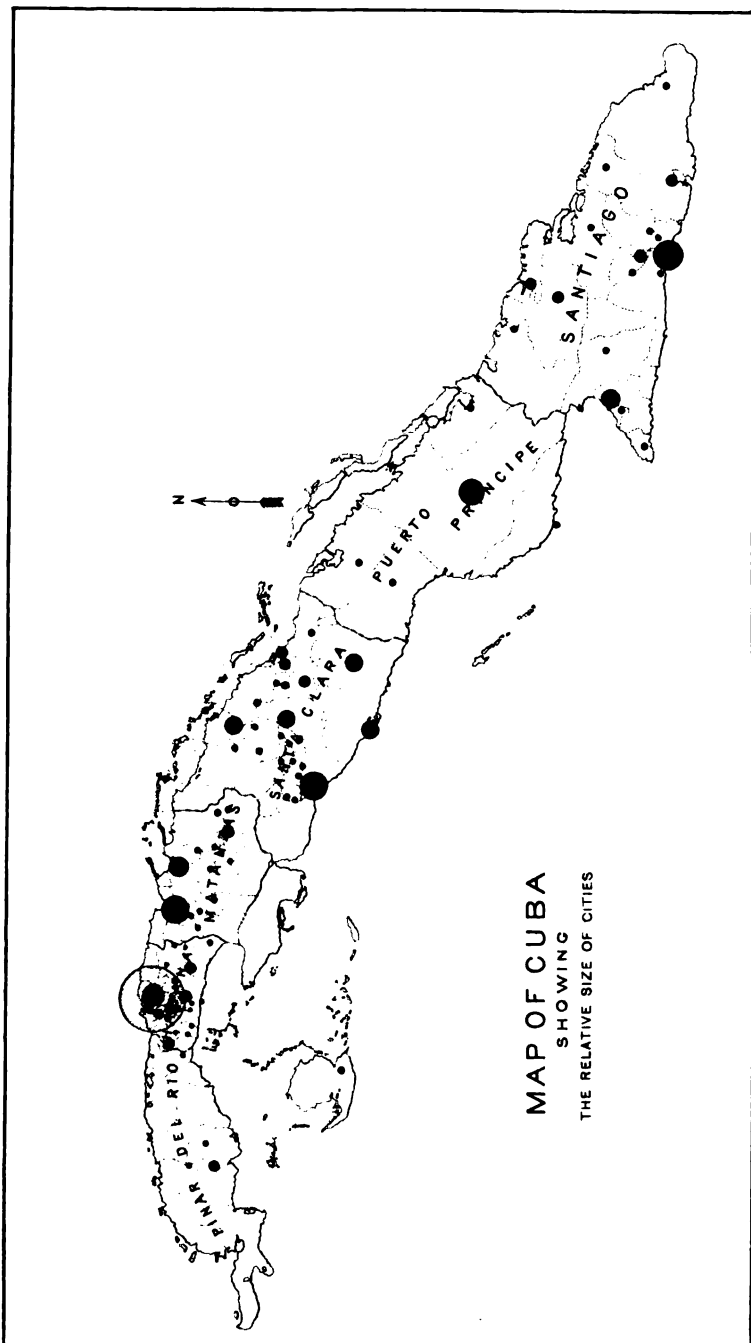 N
PINAR DEL RIO
MATANZAS
SANTA CLARA
PUERTO PRINCIPE
SANTIAGO
MAP OF CUBA
SHOWING
THE RELATIVE SIZE OF CITIES